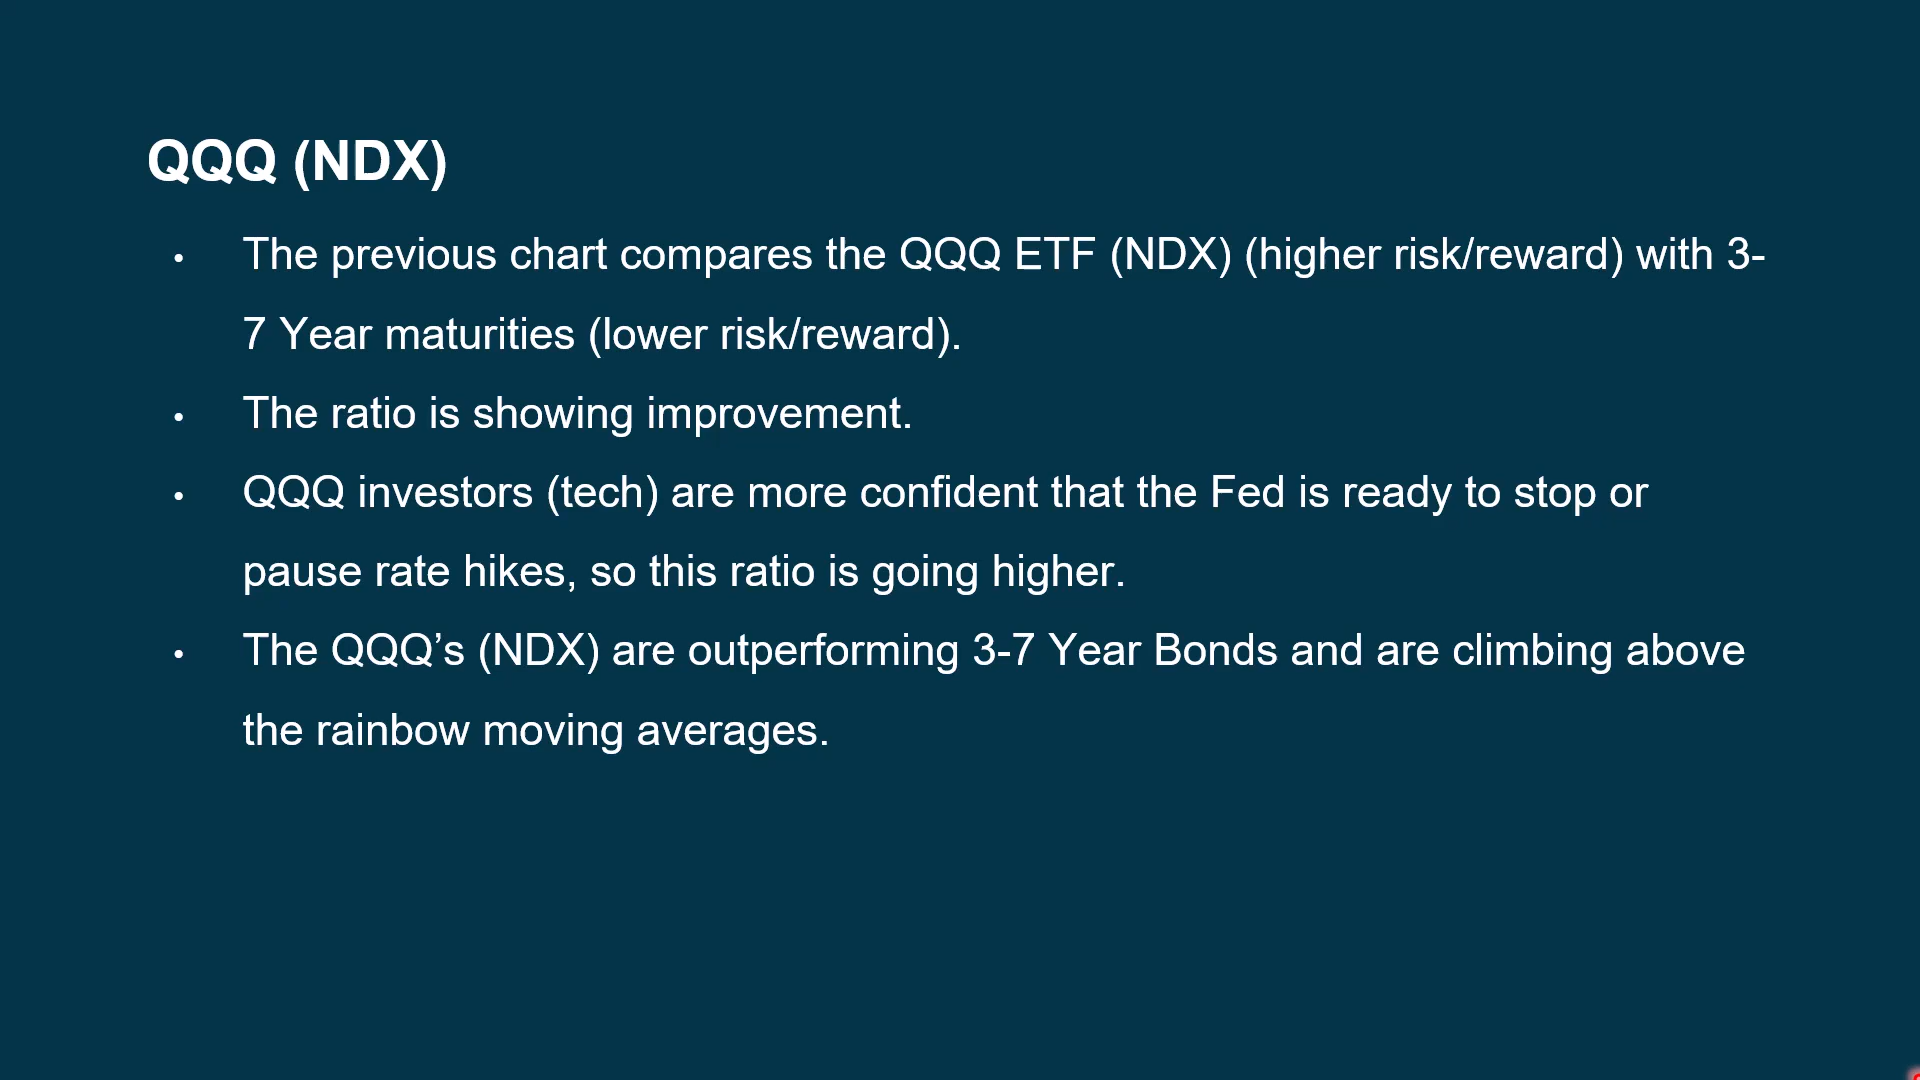 QQQ (NDX)
• The previous chart compares the QQQ ETF (NDX) (higher risk/reward) with 3-
7 Year maturities (lower risk/reward).
• The ratio is showing improvement.
• QQQ investors (tech) are more confident that the Fed is ready to stop or
pause rate hikes, so this ratio is going higher.
• The QQQ’s (NDX) are outperforming 3-7 Year Bonds and are climbing above
the rainbow moving averages.